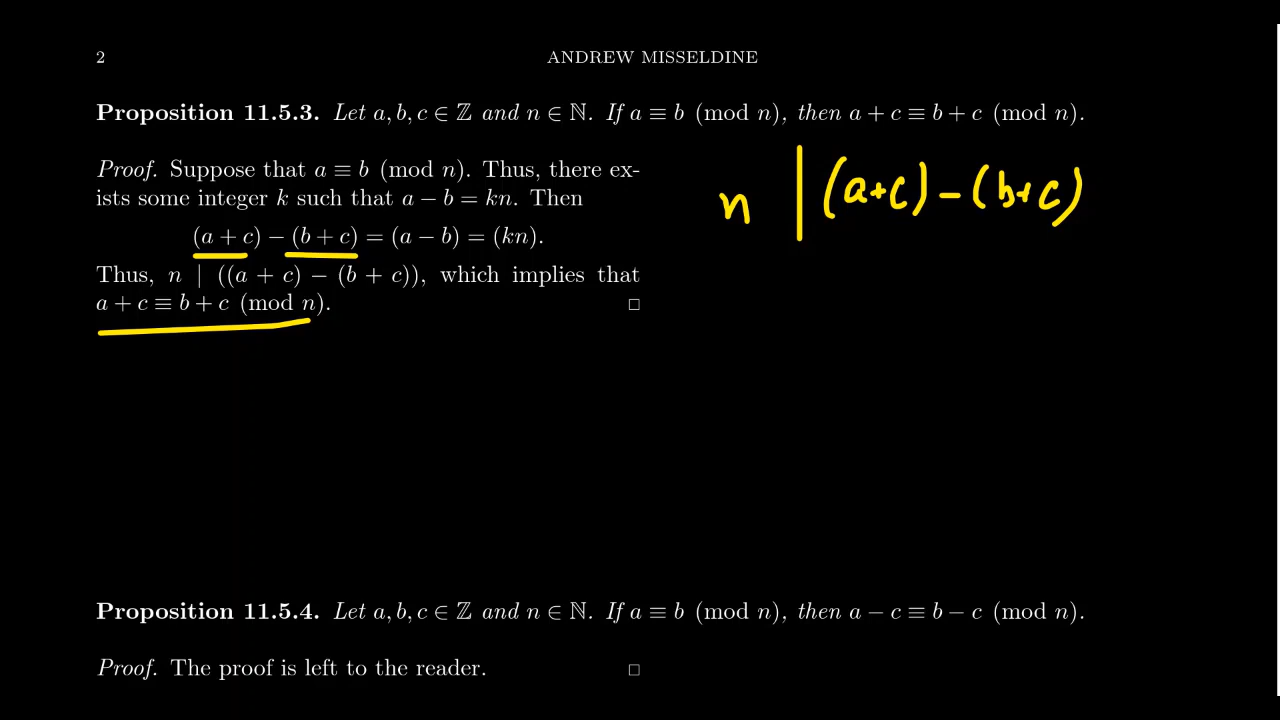 2
ANDREW MISSELDINE
Proposition 11.5.3. Let a, b, c ∈ ℤ and n ∈ ℕ. If a ≡ b (mod n), then a + c ≡ b + c (mod n).
Proof. Suppose that a ≡ b (mod n). Thus, there ex-
ists some integer k such that a − b = kn. Then
(a + c) − (b + c) = (a − b) = (kn).
Thus, n | ((a + c) − (b + c)), which implies that
a + c ≡ b + c (mod n). □
n | (a+c) − (b+c)
Proposition 11.5.4. Let a, b, c ∈ ℤ and n ∈ ℕ. If a ≡ b (mod n), then a − c ≡ b − c (mod n).
Proof. The proof is left to the reader. □